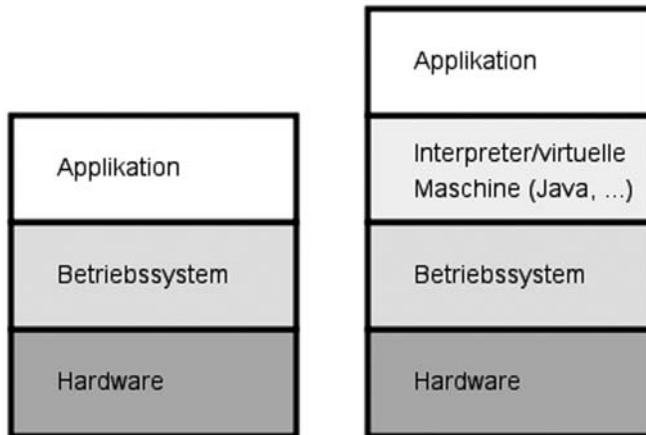 Applikation
Betriebssystem
Hardware
Applikation
Interpreter/virtuelle
Maschine (Java, ...)
Betriebssystem
Hardware